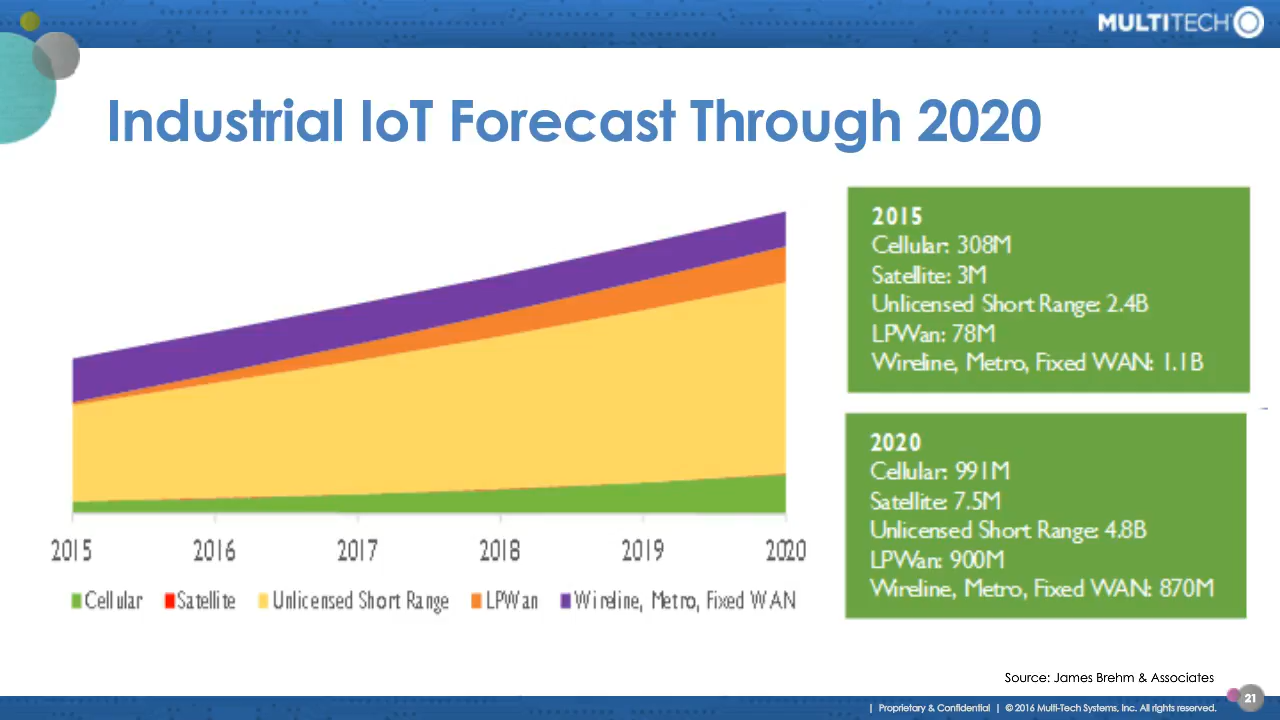 MULTITECH
Industrial IoT Forecast Through 2020
2015
Cellular: 308M
Satellite: 3M
Unlicensed Short Range: 2.4B
LPWan: 78M
Wireline, Metro, Fixed WAN: 1.1B
2020
Cellular: 991M
Satellite: 7.5M
Unlicensed Short Range: 4.8B
LPWan: 900M
Wireline, Metro, Fixed WAN: 870M
2015 2016 2017 2018 2019 2020
Cellular Satellite Unlicensed Short Range LPWan Wireline, Metro, Fixed WAN
Source: James Brehm & Associates
| Proprietary & Confidential | © 2016 Multi-Tech Systems, Inc. All rights reserved. 21